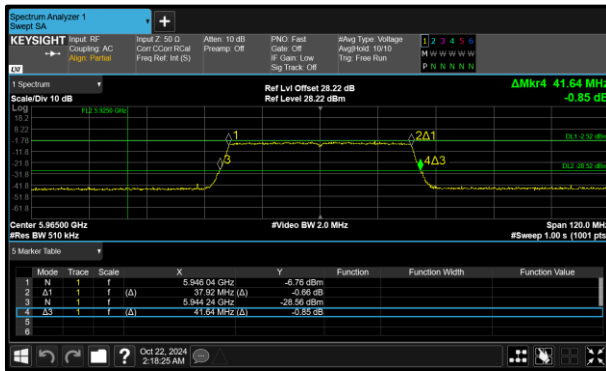 Spectrum Analyzer 1
Swept SA
KEYSIGHT Input: RF Input Z: 50 Ω Atten: 10 dB PNO: Fast #Avg Type: Voltage 1 2 3 4 5 6
Coupling: AC Corr CCorr RCal Preamp: Off Gate: Off Avg|Hold: 10/10 M W W W W W
Align: Partial Freq Ref: Int (S) IF Gain: Low Trig: Free Run
Sig Track: Off P N N N N N
LXI
1 Spectrum Ref Lvl Offset 28.22 dB ΔMkr4 41.64 MHz
Scale/Div 10 dB Ref Level 28.22 dBm -0.85 dB
Log
18.2 FL2 5.9250 GHz
8.22
-1.78 1 2Δ1 DL1 -2.52 dBm
-11.8
-21.8 3 4Δ3 DL2 -28.52 dBm
-31.8
-41.8
-51.8
-61.8
Center 5.96500 GHz #Video BW 2.0 MHz Span 120.0 MHz
#Res BW 510 kHz #Sweep 1.00 s (1001 pts)
5 Marker Table
Mode Trace Scale X Y Function Function Width Function Value
1 N 1 f 5.946 04 GHz -6.76 dBm
2 Δ1 1 f (Δ) 37.92 MHz (Δ) -0.66 dB
3 N 1 f 5.944 24 GHz -28.56 dBm
4 Δ3 1 f (Δ) 41.64 MHz (Δ) -0.85 dB
5
6
? Oct 22, 2024
2:18:25 AM